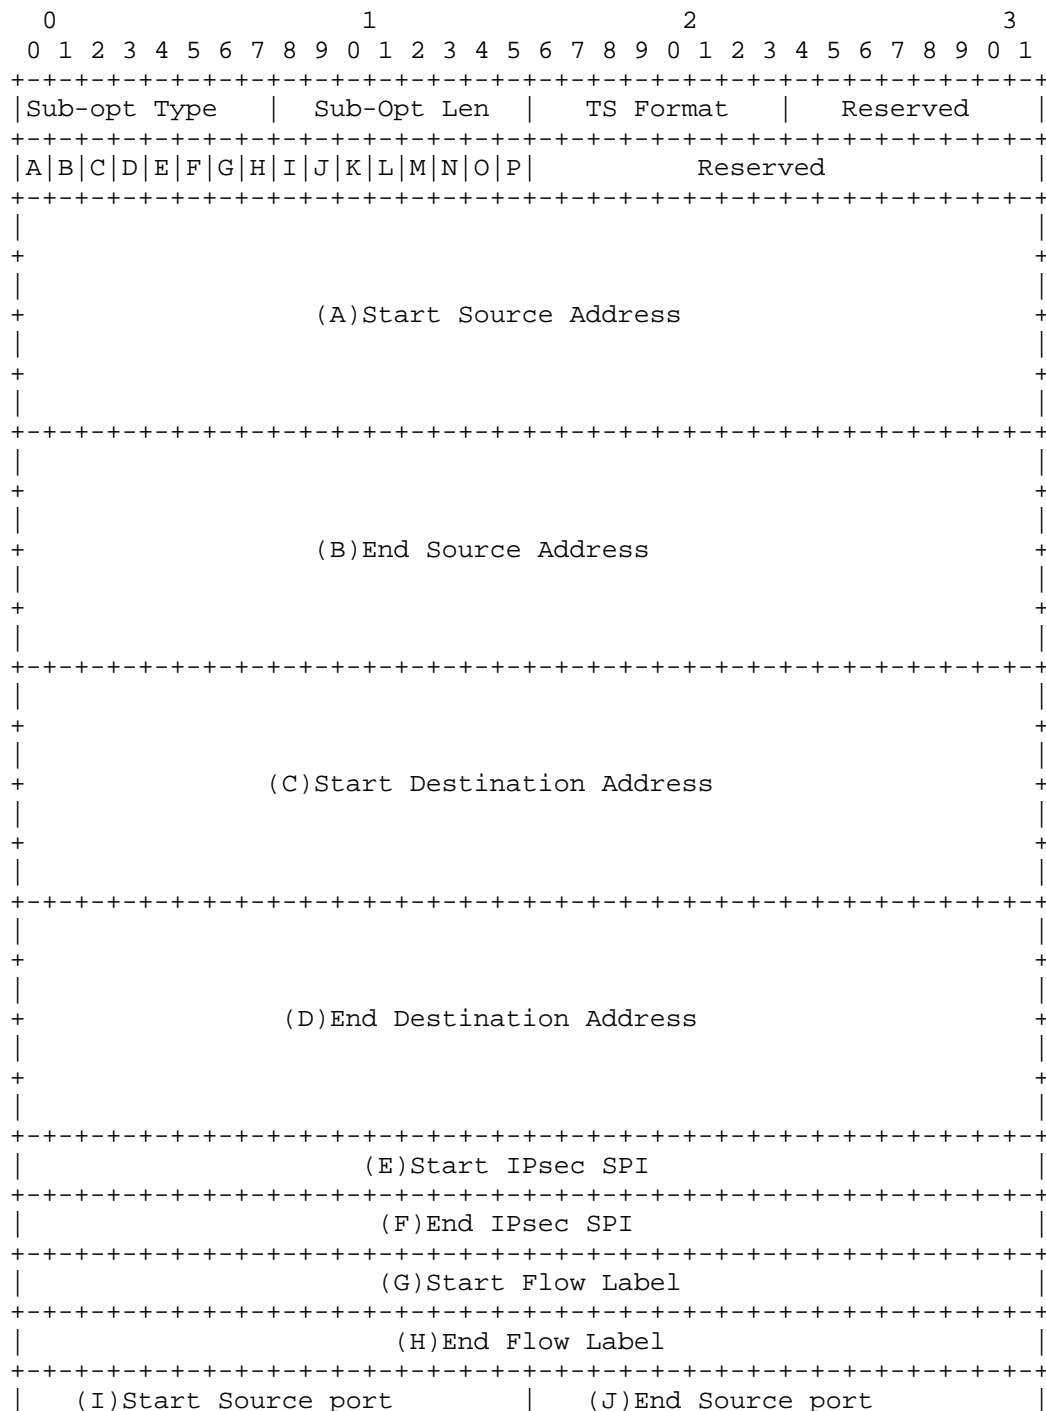 0                   1                   2                   3
 0 1 2 3 4 5 6 7 8 9 0 1 2 3 4 5 6 7 8 9 0 1 2 3 4 5 6 7 8 9 0 1
+-+-+-+-+-+-+-+-+-+-+-+-+-+-+-+-+-+-+-+-+-+-+-+-+-+-+-+-+-+-+-+-+
|Sub-opt Type   |  Sub-Opt Len  |   TS Format   |   Reserved    |
+-+-+-+-+-+-+-+-+-+-+-+-+-+-+-+-+-+-+-+-+-+-+-+-+-+-+-+-+-+-+-+-+
|A|B|C|D|E|F|G|H|I|J|K|L|M|N|O|P|          Reserved             |
+-+-+-+-+-+-+-+-+-+-+-+-+-+-+-+-+-+-+-+-+-+-+-+-+-+-+-+-+-+-+-+-+
|                                                               |
+                                                               +
|                                                               |
+                  (A)Start Source Address                      +
|                                                               |
+                                                               +
|                                                               |
+-+-+-+-+-+-+-+-+-+-+-+-+-+-+-+-+-+-+-+-+-+-+-+-+-+-+-+-+-+-+-+-+
|                                                               |
+                                                               +
|                                                               |
+                  (B)End Source Address                        +
|                                                               |
+                                                               +
|                                                               |
+-+-+-+-+-+-+-+-+-+-+-+-+-+-+-+-+-+-+-+-+-+-+-+-+-+-+-+-+-+-+-+-+
|                                                               |
+                                                               +
|                                                               |
+               (C)Start Destination Address                    +
|                                                               |
+                                                               +
|                                                               |
+-+-+-+-+-+-+-+-+-+-+-+-+-+-+-+-+-+-+-+-+-+-+-+-+-+-+-+-+-+-+-+-+
|                                                               |
+                                                               +
|                                                               |
+                (D)End Destination Address                     +
|                                                               |
+                                                               +
|                                                               |
+-+-+-+-+-+-+-+-+-+-+-+-+-+-+-+-+-+-+-+-+-+-+-+-+-+-+-+-+-+-+-+-+
|                     (E)Start IPsec SPI                        |
+-+-+-+-+-+-+-+-+-+-+-+-+-+-+-+-+-+-+-+-+-+-+-+-+-+-+-+-+-+-+-+-+
|                      (F)End IPsec SPI                         |
+-+-+-+-+-+-+-+-+-+-+-+-+-+-+-+-+-+-+-+-+-+-+-+-+-+-+-+-+-+-+-+-+
|                      (G)Start Flow Label                      |
+-+-+-+-+-+-+-+-+-+-+-+-+-+-+-+-+-+-+-+-+-+-+-+-+-+-+-+-+-+-+-+-+
|                       (H)End Flow Label                       |
+-+-+-+-+-+-+-+-+-+-+-+-+-+-+-+-+-+-+-+-+-+-+-+-+-+-+-+-+-+-+-+-+
|   (I)Start Source port        |   (J)End Source port          |